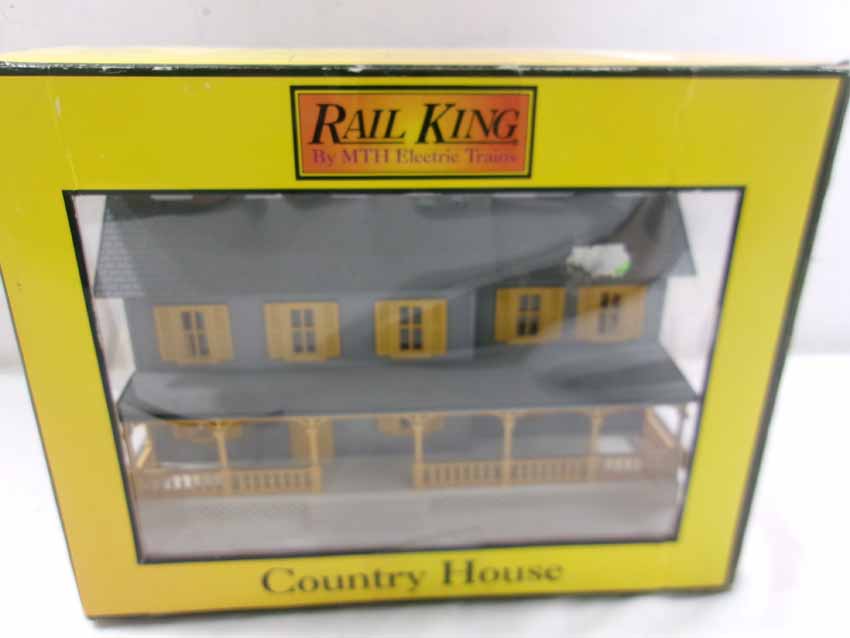 RAIL KING
By MTH Electric Trains
Country House